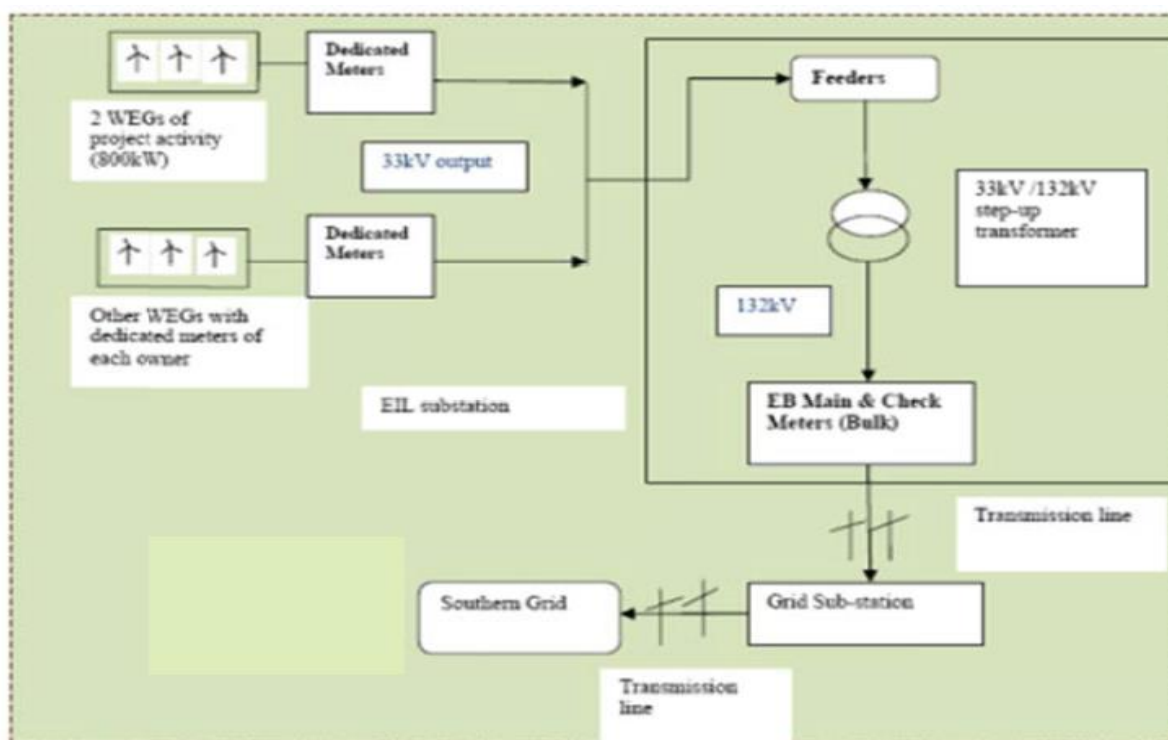 Dedicated
Meters
Feeders
2 WEGs of
project activity
(800kW)
33kV output
33kV /132kV
step-up
transformer
Dedicated
Meters
132kV
Other WEGs with
dedicated meters of
each owner
EIL substation
EB Main & Check
Meters (Bulk)
Transmission line
Southern Grid
Grid Sub-station
Transmission
line